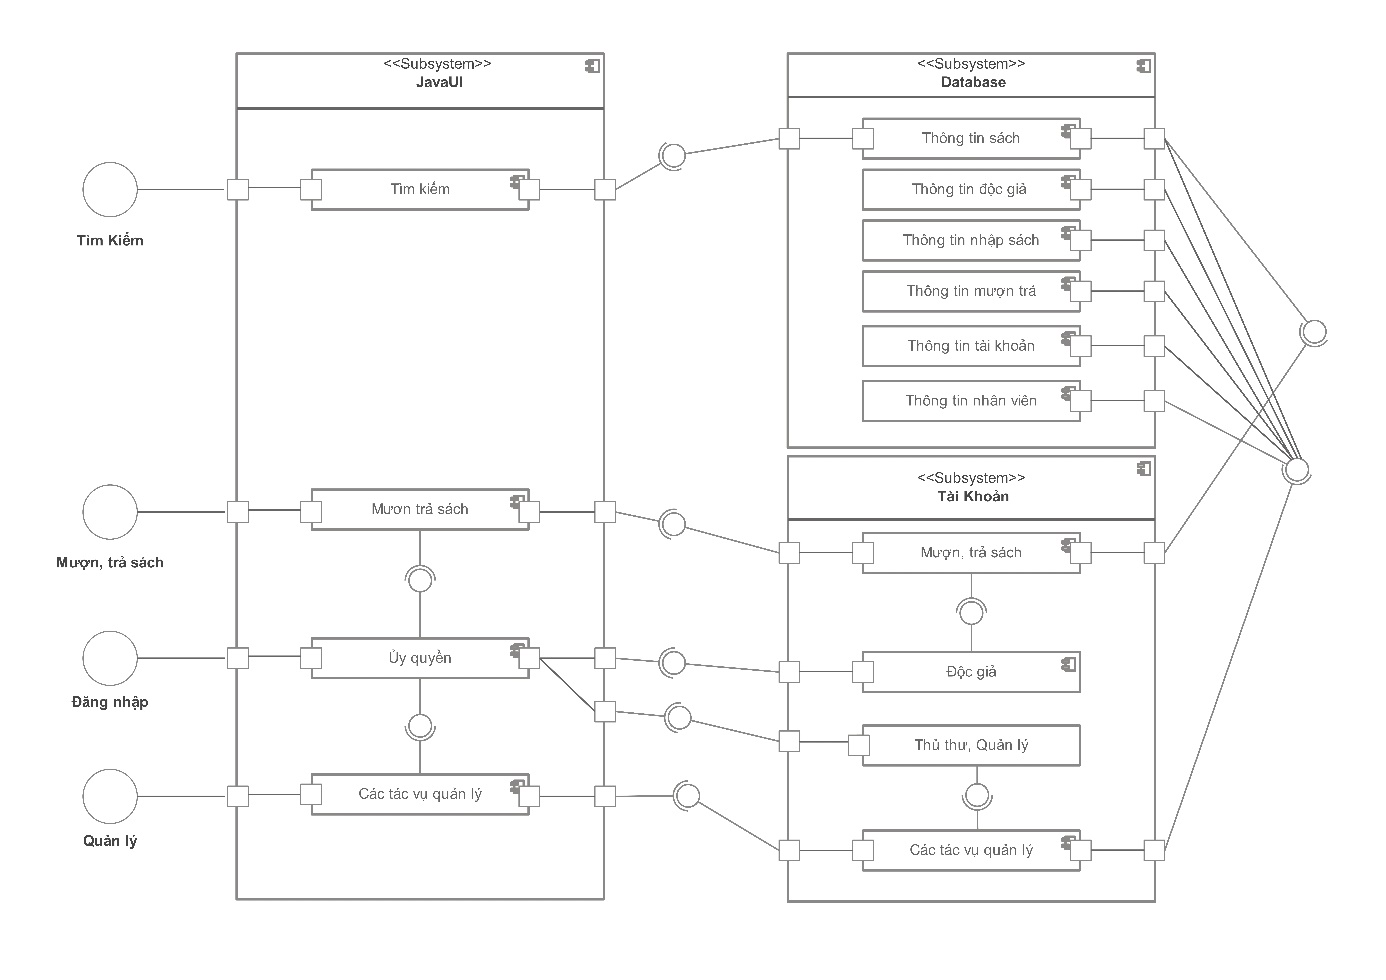 <<Subsystem>>
JavaUI
Tìm Kiếm
Mượn, trả sách
Đăng nhập
Quản lý
Tìm kiếm
Mươn trả sách
Ủy quyền
Các tác vụ quản lý
<<Subsystem>>
Database
Thông tin sách
Thông tin độc giả
Thông tin nhập sách
Thông tin mượn trả
Thông tin tài khoản
Thông tin nhân viên
<<Subsystem>>
Tài Khoản
Mượn, trả sách
Độc giả
Thủ thư, Quản lý
Các tác vụ quản lý